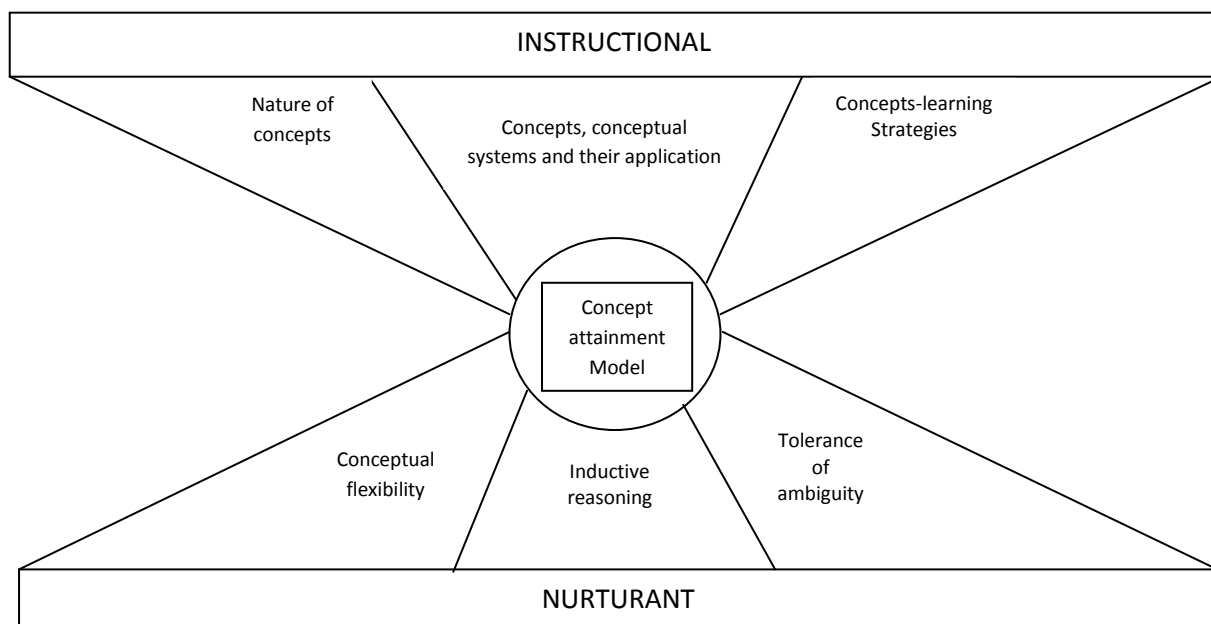 INSTRUCTIONAL
Nature of
concepts
Concepts, conceptual
systems and their application
Concepts-learning
Strategies
Concept
attainment
Model
Conceptual
flexibility
Inductive
reasoning
Tolerance
of
ambiguity
NURTURANT